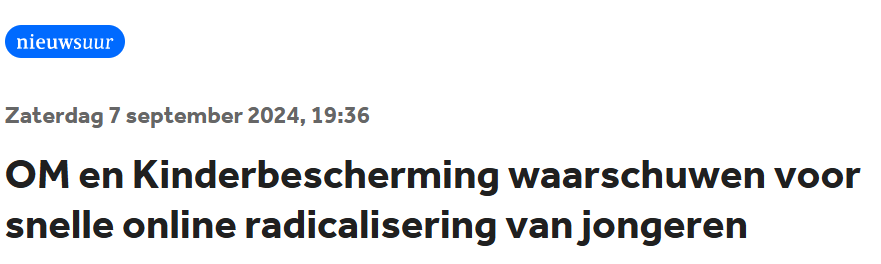 nieuwsuur
Zaterdag 7 september 2024, 19:36
OM en Kinderbescherming waarschuwen voor
snelle online radicalisering van jongeren